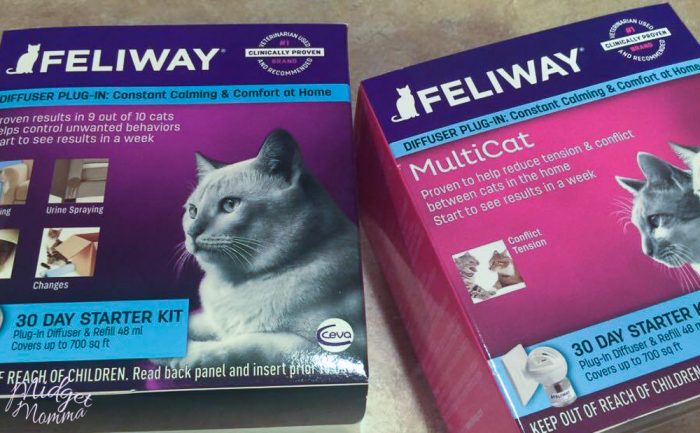 FELIWAY®
VETERINARIAN USED
#1
CLINICALLY PROVEN
BRAND
AND RECOMMENDED
DIFFUSER PLUG-IN: Constant Calming & Comfort at Home
roven results in 9 out of 10 cats
elps control unwanted behaviors
tart to see results in a week
ing
Urine Spraying
Changes
30 DAY STARTER KIT
Plug-In Diffuser & Refill 48 ml
Covers up to 700 sq ft
Ceva
F REACH OF CHILDREN. Read back panel and insert prior to
Midget
Momma
FELIWAY®
VETERINARIAN USED
#1
CLINICALLY PROVEN
BRAND
AND RECOMMENDED
DIFFUSER PLUG-IN: Constant Calming & Comfort at Home
MultiCat
Proven to help reduce tension & conflict
between cats in the home
Start to see results in a week
Conflict
Tension
30 DAY STARTER K
Plug-In Diffuser & Refill 48 m
Covers up to 700 sq ft
FELIWAY
KEEP OUT OF REACH OF CHILDREN